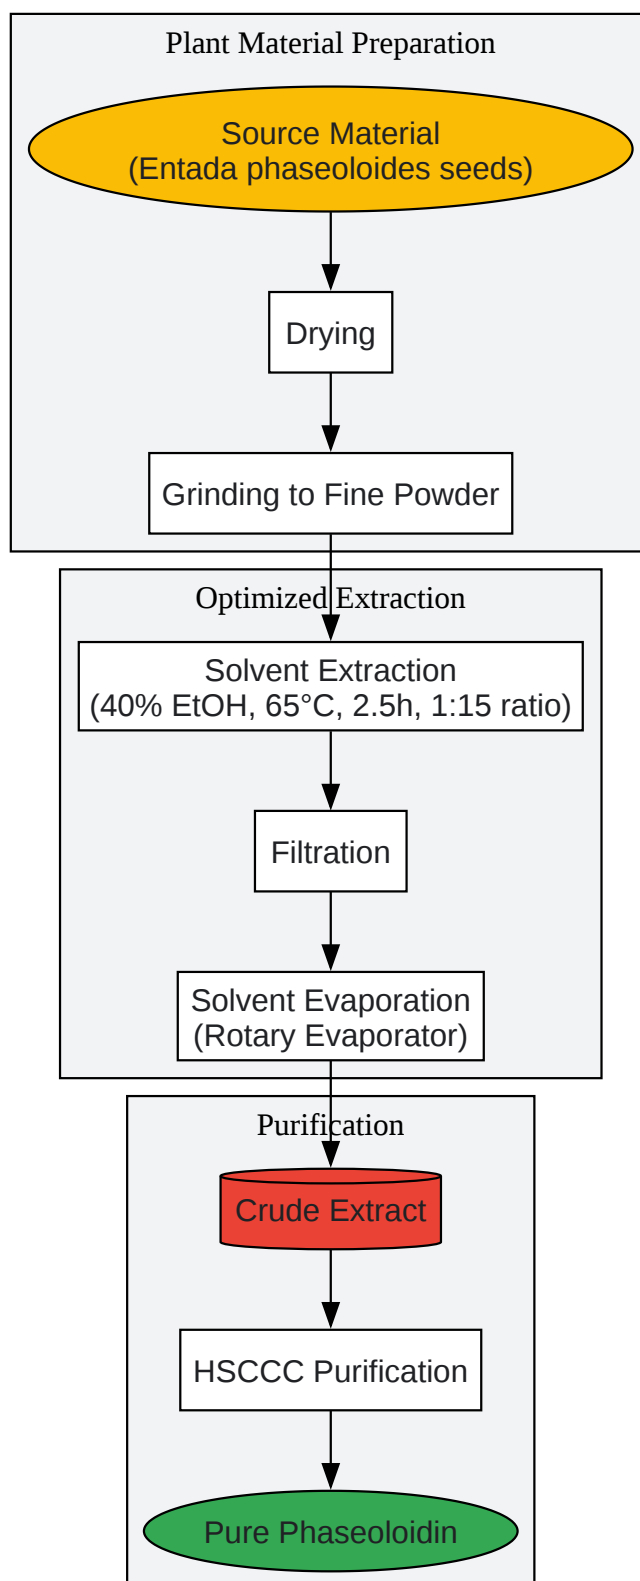 Plant Material Preparation
Source Material
(Entada phaseoloides seeds)
Drying
Grinding to Fine Powder
Optimized Extraction
Solvent Extraction
(40% EtOH, 65°C, 2.5h, 1:15 ratio)
Filtration
Solvent Evaporation
(Rotary Evaporator)
Purification
Crude Extract
HSCCC Purification
Pure Phaseoloidin